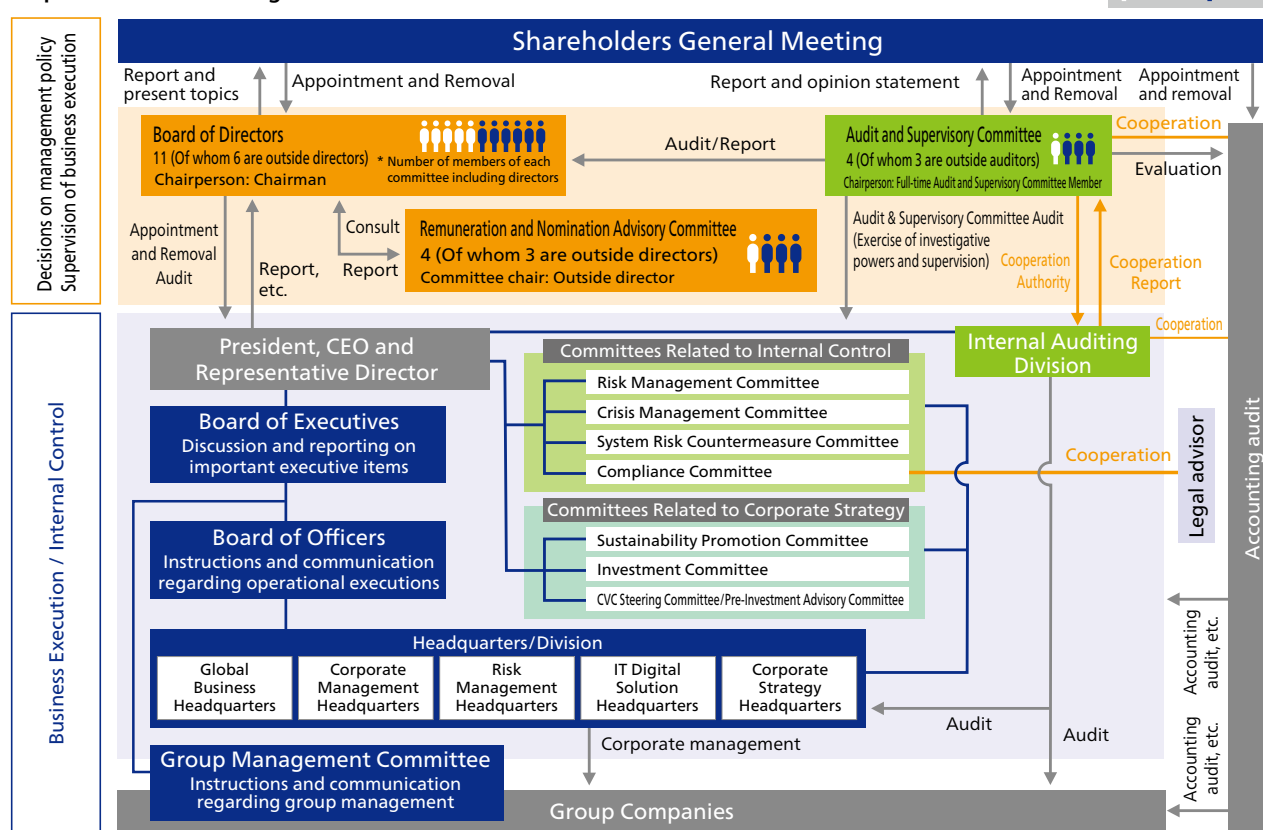 Shareholders General Meeting
Decisions on management policy
Supervision of business execution
Report and
present topics
Appointment and Removal
Report and opinion statement
Appointment
and Removal
Appointment
and removal
Board of Directors
11 (Of whom 6 are outside directors)
Chairperson: Chairman
* Number of members of each
committee including directors
Audit/Report
Audit and Supervisory Committee
4 (Of whom 3 are outside auditors)
Chairperson: Full-time Audit and Supervisory Committee Member
Cooperation
Evaluation
Appointment
and Removal
Audit
Report,
etc.
Consult
Report
Remuneration and Nomination Advisory Committee
4 (Of whom 3 are outside directors)
Committee chair: Outside director
Audit & Supervisory Committee Audit
(Exercise of investigative
powers and supervision)
Cooperation
Authority
Cooperation
Report
Business Execution / Internal Control
President, CEO and
Representative Director
Committees Related to Internal Control
Risk Management Committee
Crisis Management Committee
System Risk Countermeasure Committee
Compliance Committee
Internal Auditing
Division
Cooperation
Board of Executives
Discussion and reporting on
important executive items
Cooperation
Legal advisor
Accounting audit
Committees Related to Corporate Strategy
Sustainability Promotion Committee
Investment Committee
CVC Steering Committee/Pre-Investment Advisory Committee
Board of Officers
Instructions and communication
regarding operational executions
Headquarters/Division
Global
Business
Headquarters
Corporate
Management
Headquarters
Risk
Management
Headquarters
IT Digital
Solution
Headquarters
Corporate
Strategy
Headquarters
Accounting
audit, etc.
Audit
Audit
Corporate management
Accounting
audit, etc.
Group Management Committee
Instructions and communication
regarding group management
Group Companies